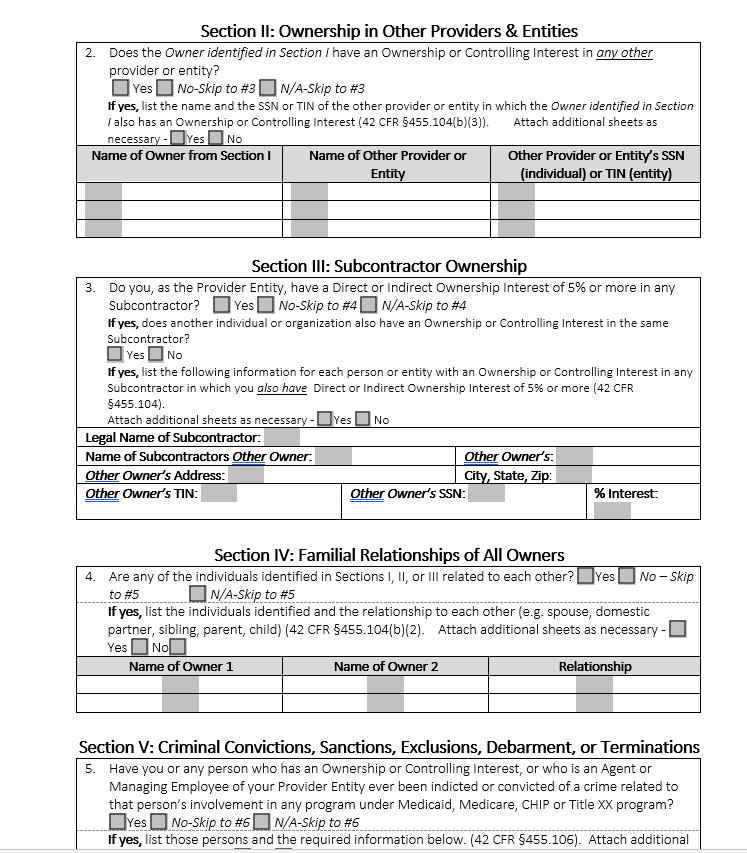 Section II: Ownership in Other Providers & Entities
2. Does the Owner identified in Section I have an Ownership or Controlling Interest in any other
provider or entity?
Yes No-Skip to #3 N/A-Skip to #3
If yes, list the name and the SSN or TIN of the other provider or entity in which the Owner identified in Section
I also has an Ownership or Controlling Interest (42 CFR §455.104(b)(3)). Attach additional sheets as
necessary - Yes No
Name of Owner from Section I Name of Other Provider or Other Provider or Entity's SSN
Entity (individual) or TIN (entity)
Section III: Subcontractor Ownership
3. Do you, as the Provider Entity, have a Direct or Indirect Ownership Interest of 5% or more in any
Subcontractor? Yes No-Skip to #4 N/A-Skip to #4
If yes, does another individual or organization also have an Ownership or Controlling Interest in the same
Subcontractor?
Yes No
If yes, list the following information for each person or entity with an Ownership or Controlling Interest in any
Subcontractor in which you also have Direct or Indirect Ownership Interest of 5% or more (42 CFR
§455.104).
Attach additional sheets as necessary - Yes No
Legal Name of Subcontractor:
Name of Subcontractors Other Owner: Other Owner's:
Other Owner's Address: City, State, Zip:
Other Owner's TIN: Other Owner's SSN: % Interest:
Section IV: Familial Relationships of All Owners
4. Are any of the individuals identified in Sections I, II, or III related to each other? Yes No – Skip
to #5 N/A-Skip to #5
If yes, list the individuals identified and the relationship to each other (e.g. spouse, domestic
partner, sibling, parent, child) (42 CFR §455.104(b)(2). Attach additional sheets as necessary -
Yes No
Name of Owner 1 Name of Owner 2 Relationship
Section V: Criminal Convictions, Sanctions, Exclusions, Debarment, or Terminations
5. Have you or any person who has an Ownership or Controlling Interest, or who is an Agent or
Managing Employee of your Provider Entity ever been indicted or convicted of a crime related to
that person's involvement in any program under Medicaid, Medicare, CHIP or Title XX program?
Yes No-Skip to #6 N/A-Skip to #6
If yes, list those persons and the required information below. (42 CFR §455.106). Attach additional